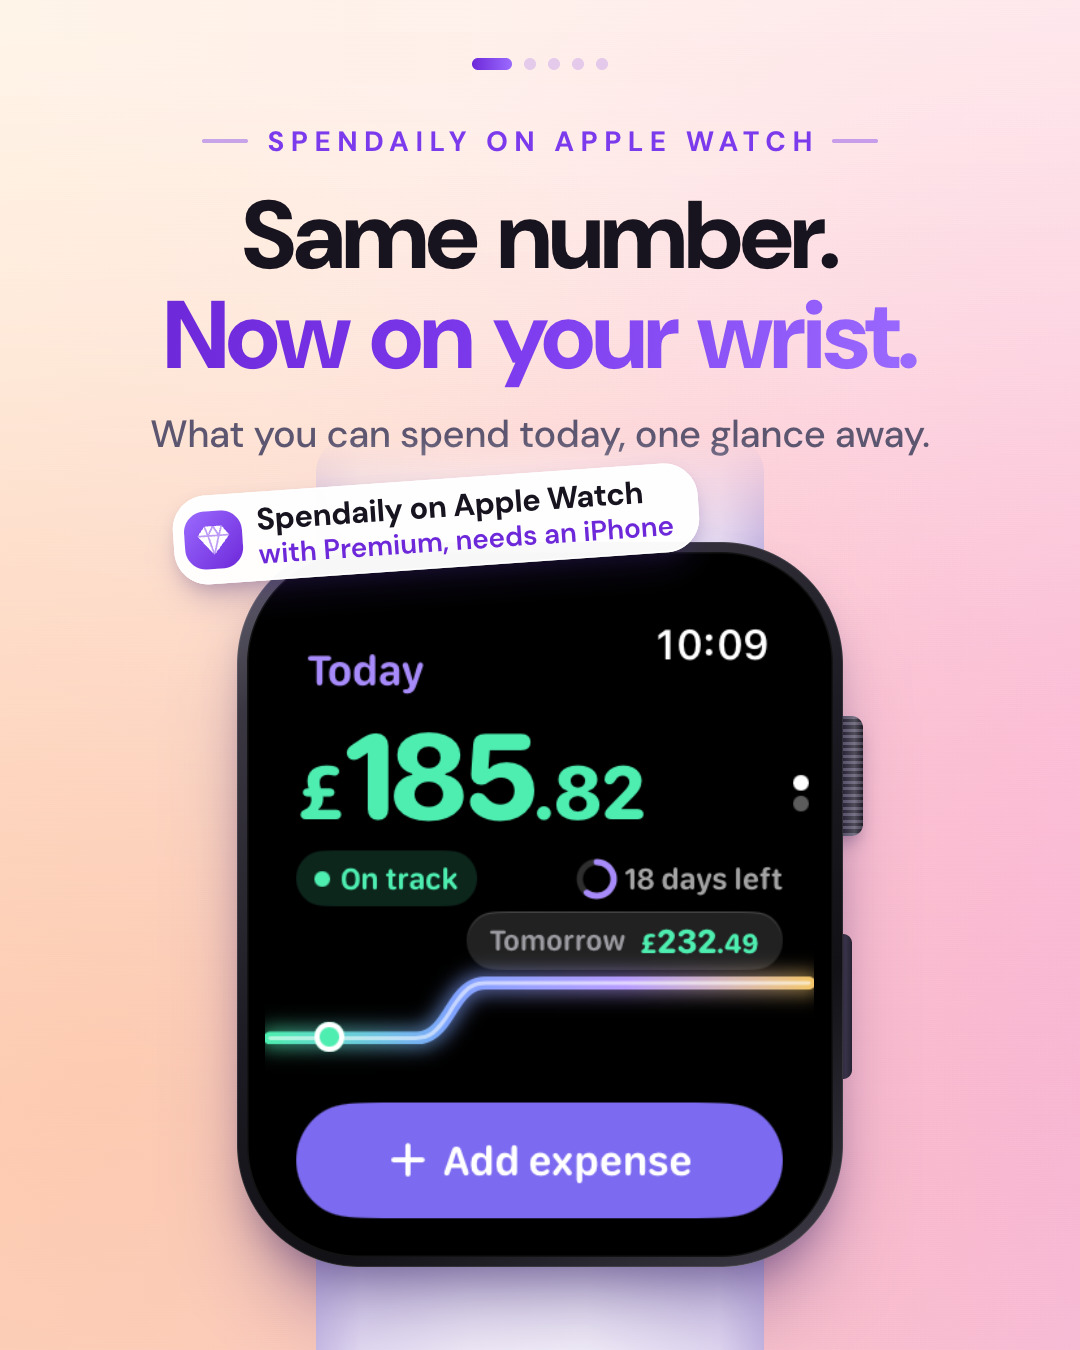 SPENDAILY ON APPLE WATCH
Same number.
Now on your wrist.
What you can spend today, one glance away.
Spendaily on Apple Watch
with Premium, needs an iPhone
10:09
Today
£185.82
On track
18 days left
Tomorrow £232.49
+ Add expense